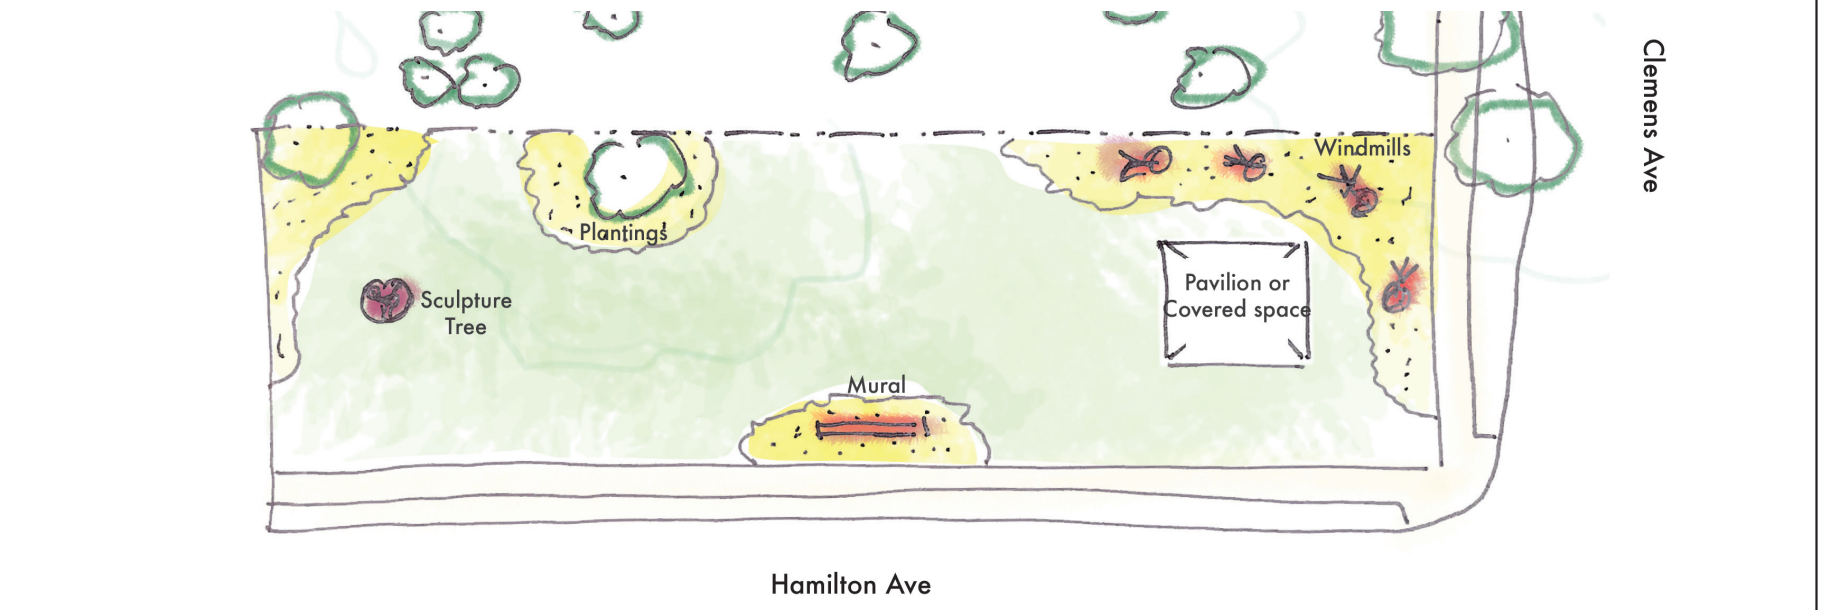 Clemens Ave
Windmills
Plantings
Pavilion or
Covered space
Sculpture
Tree
Mural
Hamilton Ave